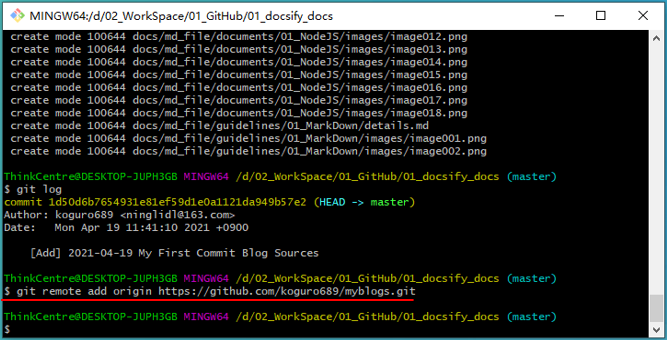 MINGW64:/d/02_WorkSpace/01_GitHub/01_docsify_docs
create mode 100644 docs/md_file/documents/01_NodeJS/images/image012.png
create mode 100644 docs/md_file/documents/01_NodeJS/images/image013.png
create mode 100644 docs/md_file/documents/01_NodeJS/images/image014.png
create mode 100644 docs/md_file/documents/01_NodeJS/images/image015.png
create mode 100644 docs/md_file/documents/01_NodeJS/images/image016.png
create mode 100644 docs/md_file/documents/01_NodeJS/images/image017.png
create mode 100644 docs/md_file/documents/01_NodeJS/images/image018.png
create mode 100644 docs/md_file/guidelines/01_MarkDown/details.md
create mode 100644 docs/md_file/guidelines/01_MarkDown/images/image001.png
create mode 100644 docs/md_file/guidelines/01_MarkDown/images/image002.png
ThinkCentre@DESKTOP-JUPH3GB MINGW64 /d/02_WorkSpace/01_GitHub/01_docsify_docs (master)
$ git log
commit 1d50d6b7654931e81ef59d1e0a1121da949b57e2 (HEAD -> master)
Author: koguro689 <ninglidl@163.com>
Date:   Mon Apr 19 11:41:10 2021 +0900
[Add] 2021-04-19 My First Commit Blog Sources
ThinkCentre@DESKTOP-JUPH3GB MINGW64 /d/02_WorkSpace/01_GitHub/01_docsify_docs (master)
$ git remote add origin https://github.com/koguro689/myblogs.git
ThinkCentre@DESKTOP-JUPH3GB MINGW64 /d/02_WorkSpace/01_GitHub/01_docsify_docs (master)
$